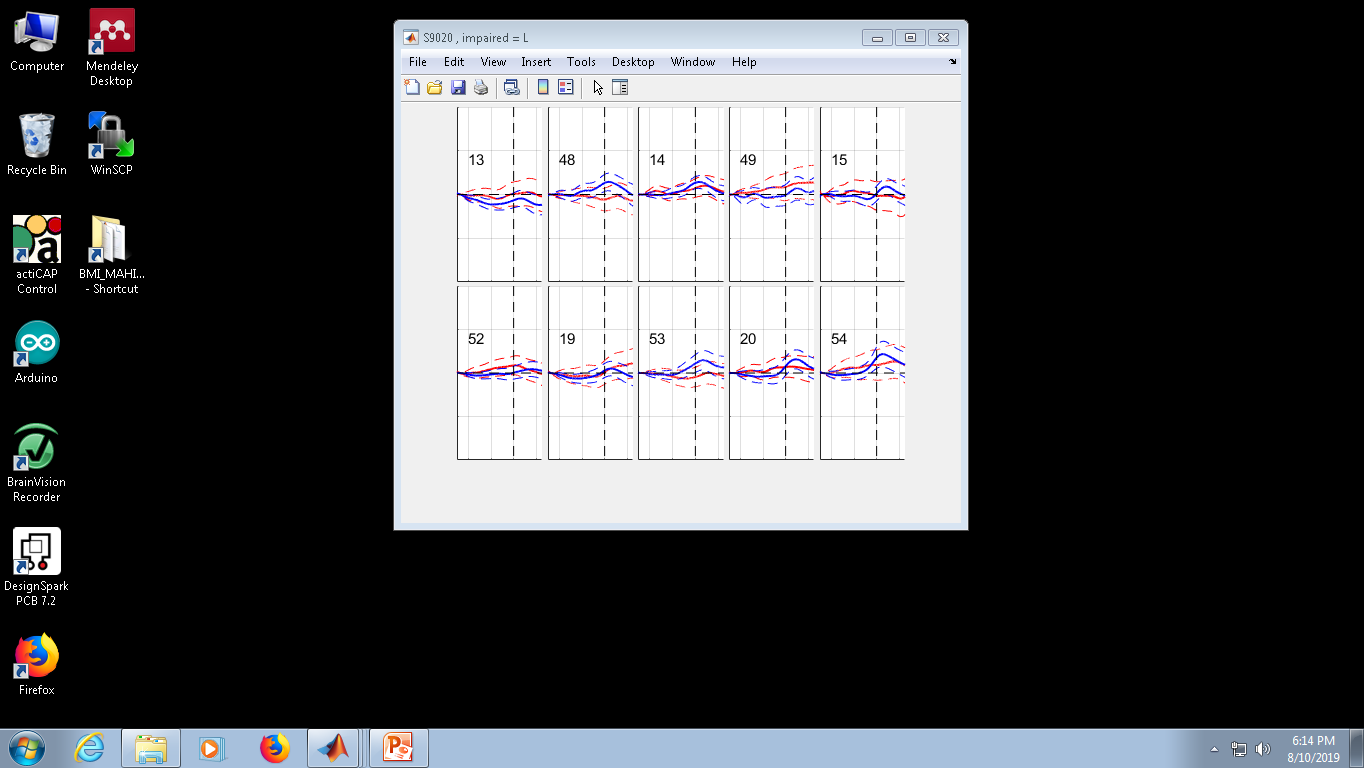 Computer
Mendeley
Desktop
Recycle Bin
WinSCP
actiCAP
Control
BMI_MAHI...
- Shortcut
Arduino
BrainVision
Recorder
DesignSpark
PCB 7.2
Firefox
S9020 , impaired = L
File Edit View Insert Tools Desktop Window Help
13 48 14 49 15
52 19 53 20 54
6:14 PM
8/10/2019